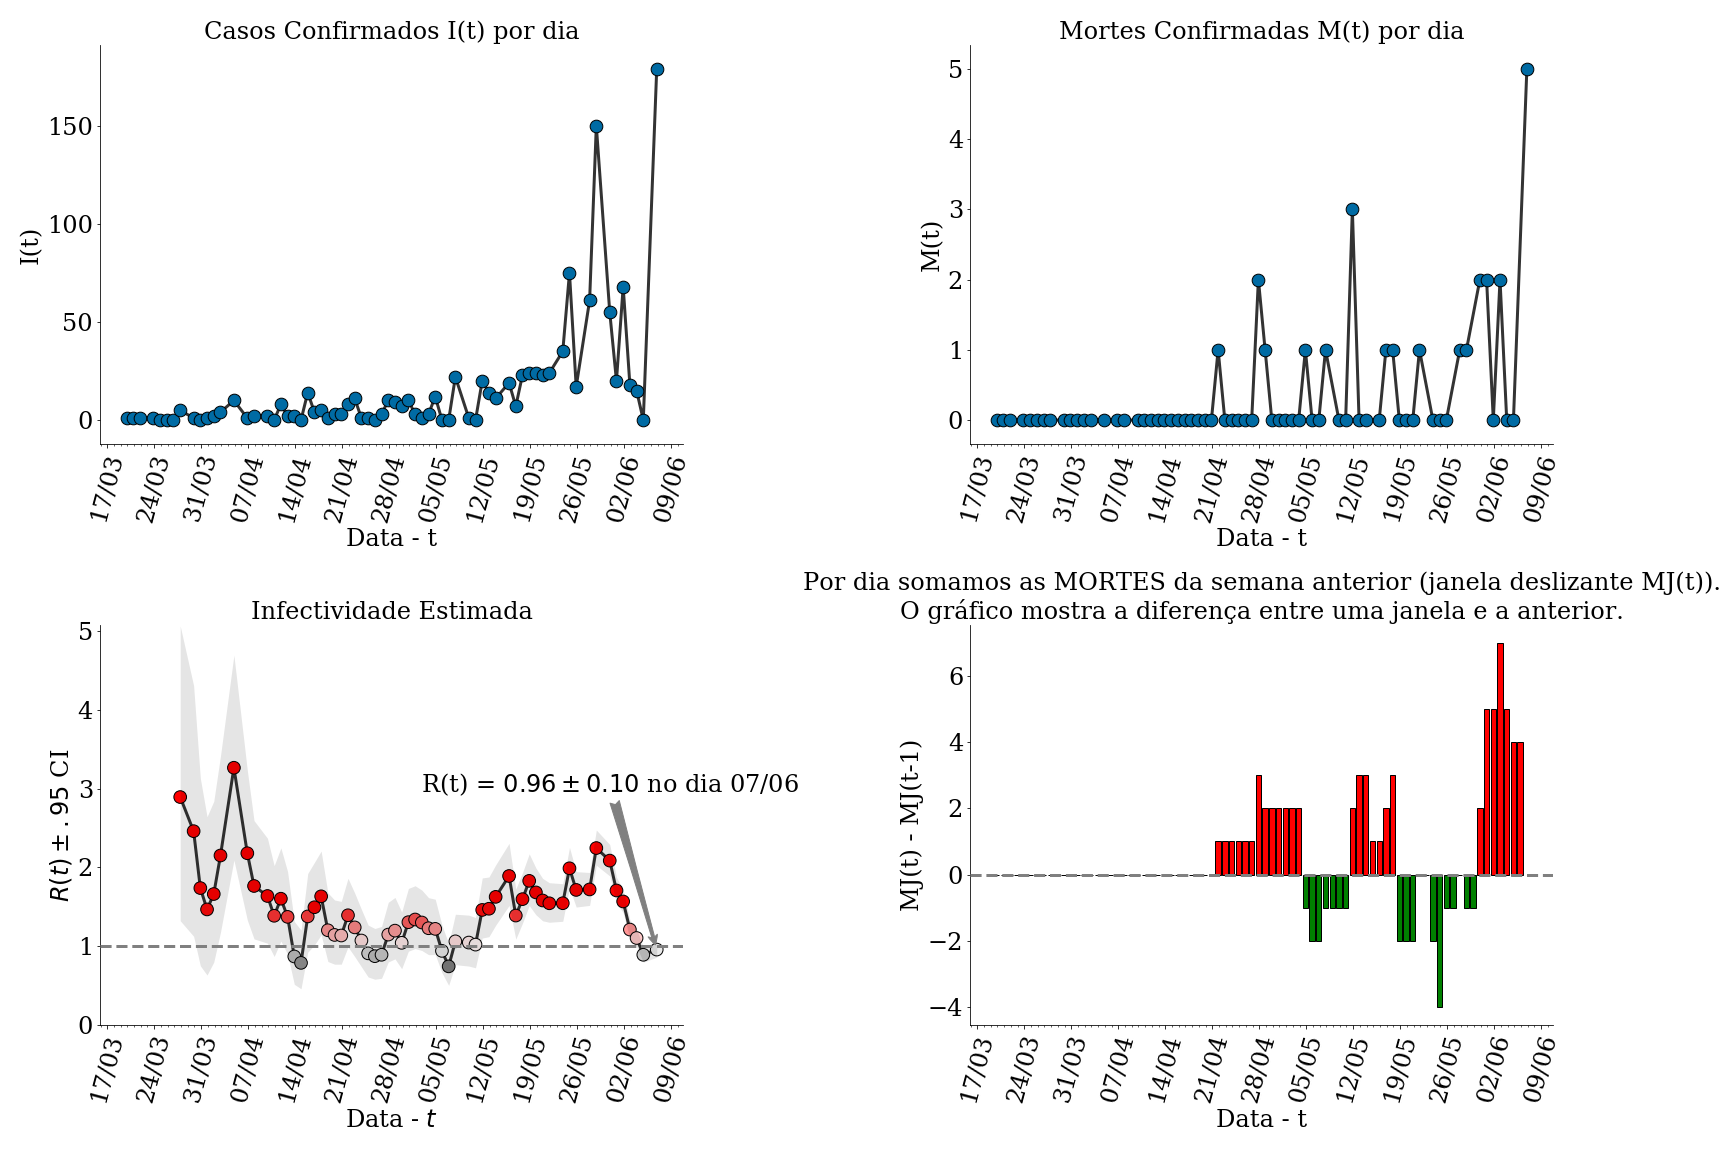 Casos Confirmados I(t) por dia
I(t)
150
100
50
0
17/03 24/03 31/03 07/04 14/04 21/04 28/04 05/05 12/05 19/05 26/05 02/06 09/06
Data - t
Mortes Confirmadas M(t) por dia
M(t)
5
4
3
2
1
0
17/03 24/03 31/03 07/04 14/04 21/04 28/04 05/05 12/05 19/05 26/05 02/06 09/06
Data - t
Infectividade Estimada
R(t) ± .95 CI
5
4
3
2
1
0
R(t) = 0.96 ± 0.10 no dia 07/06
17/03 24/03 31/03 07/04 14/04 21/04 28/04 05/05 12/05 19/05 26/05 02/06 09/06
Data - t
Por dia somamos as MORTES da semana anterior (janela deslizante MJ(t)).
O gráfico mostra a diferença entre uma janela e a anterior.
MJ(t) - MJ(t-1)
6
4
2
0
−2
−4
17/03 24/03 31/03 07/04 14/04 21/04 28/04 05/05 12/05 19/05 26/05 02/06 09/06
Data - t